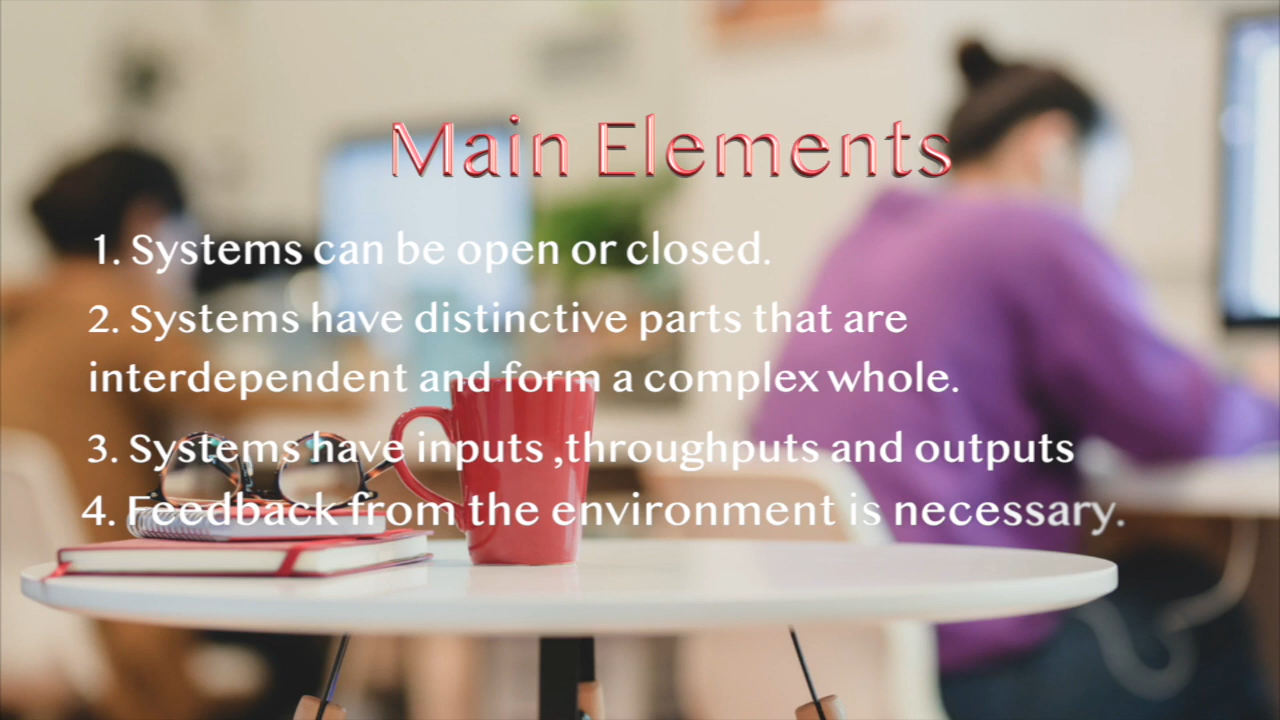 Main Elements
1. Systems can be open or closed.
2. Systems have distinctive parts that are
interdependent and form a complex whole.
3. Systems have inputs ,throughputs and outputs
4. Feedback from the environment is necessary.